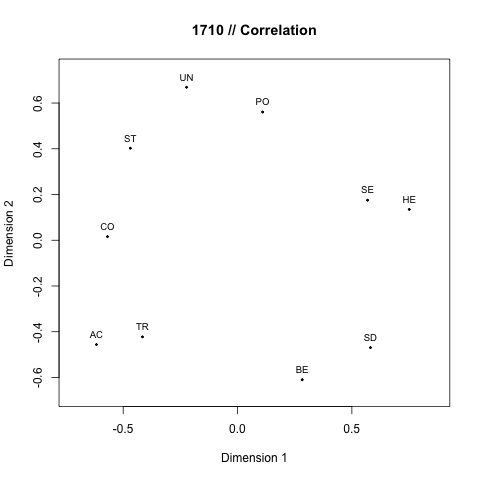 1710 // Correlation
UN
PO
ST
SE
HE
CO
AC
TR
SD
BE
Dimension 2
0.6
0.4
0.2
0.0
-0.2
-0.4
-0.6
-0.5
0.0
0.5
Dimension 1